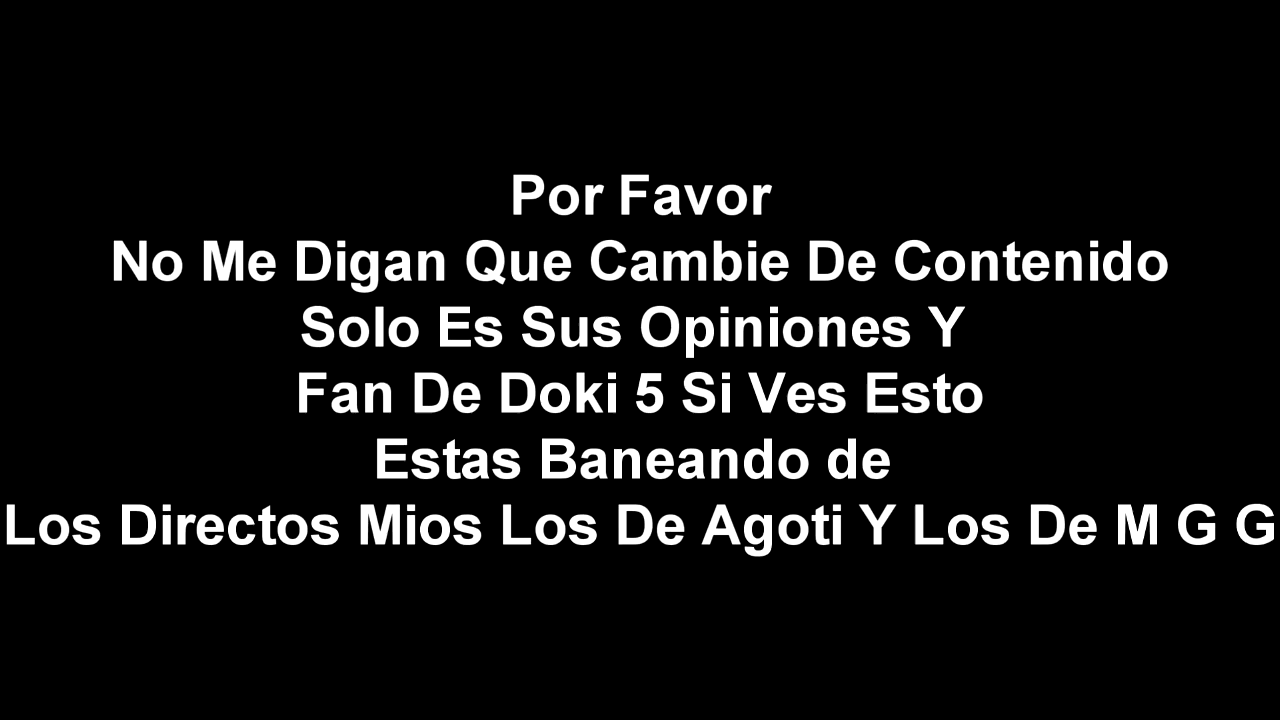 Por Favor
No Me Digan Que Cambie De Contenido
Solo Es Sus Opiniones Y
Fan De Doki 5 Si Ves Esto
Estas Baneando de
Los Directos Mios Los De Agoti Y Los De M G G